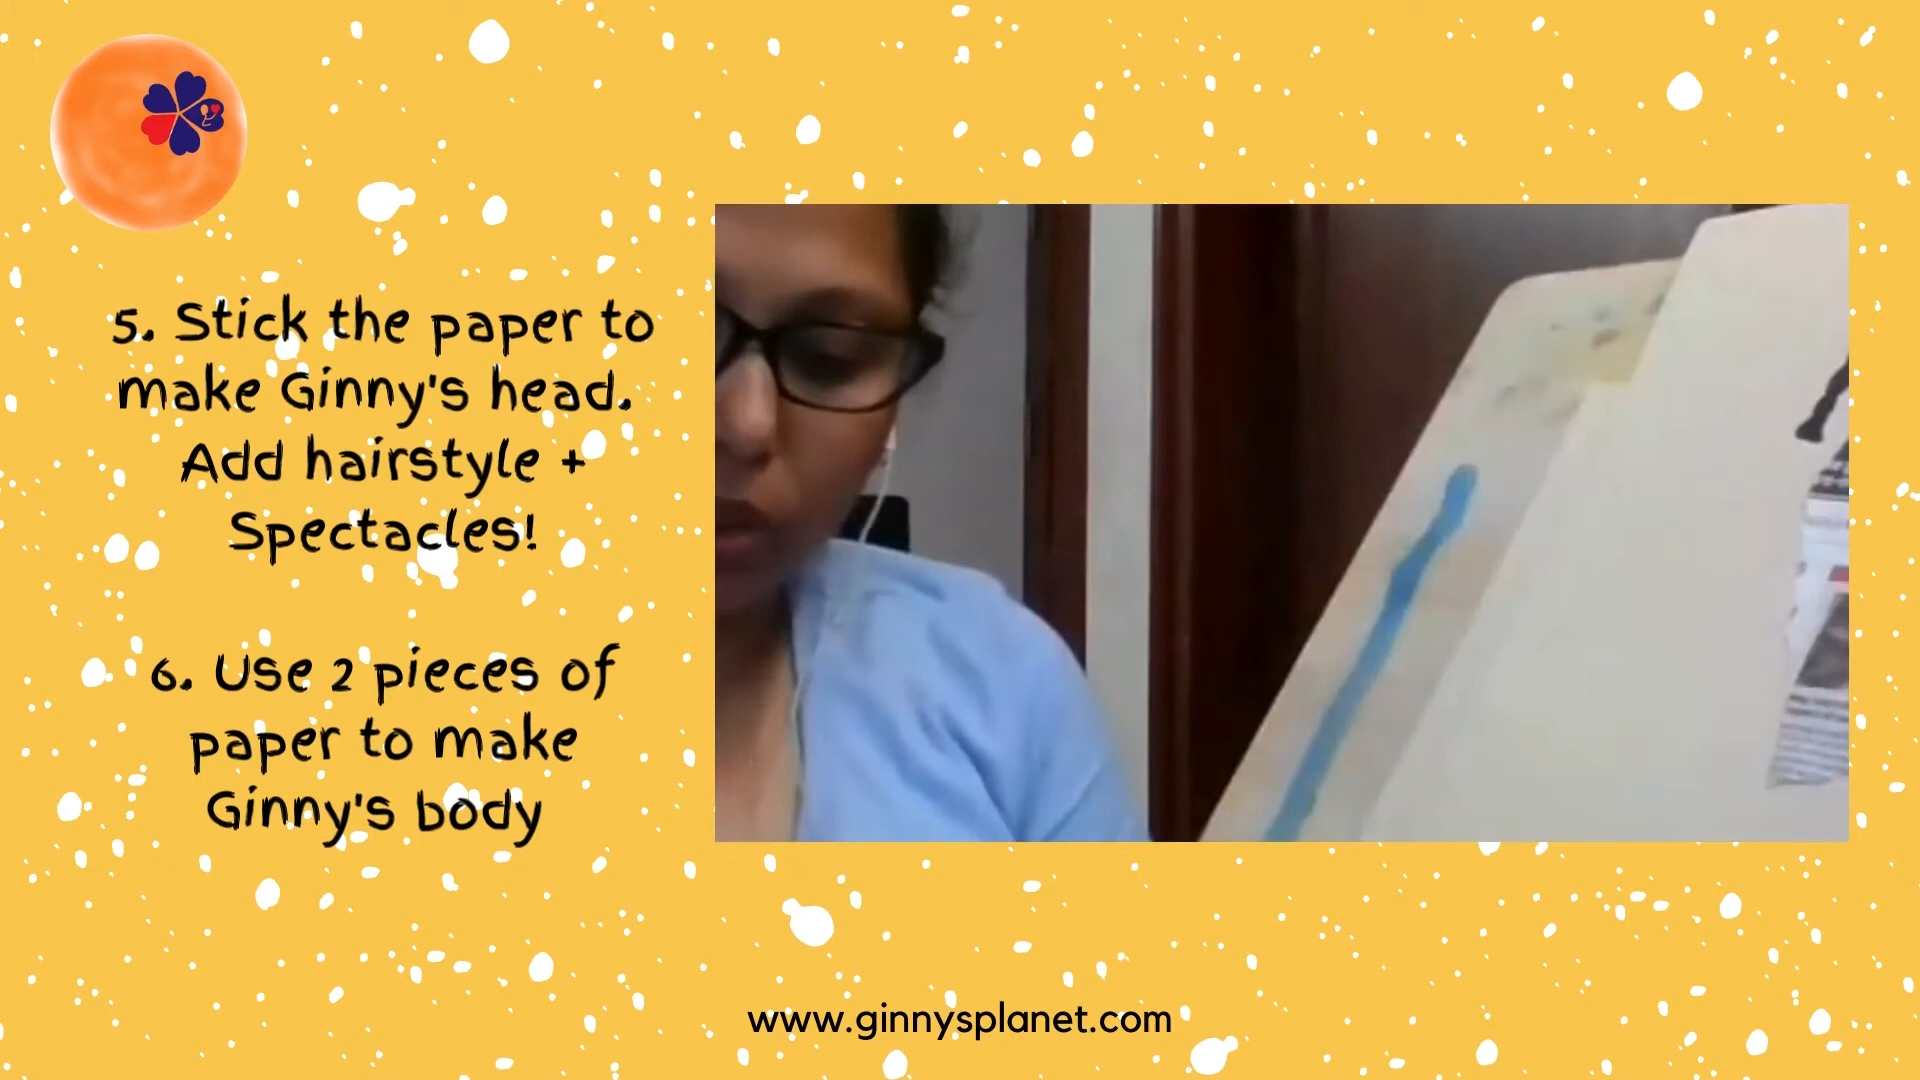 5. Stick the paper to
make Ginny's head.
Add hairstyle +
Spectacles!
6. Use 2 pieces of
paper to make
Ginny's body
www.ginnysplanet.com